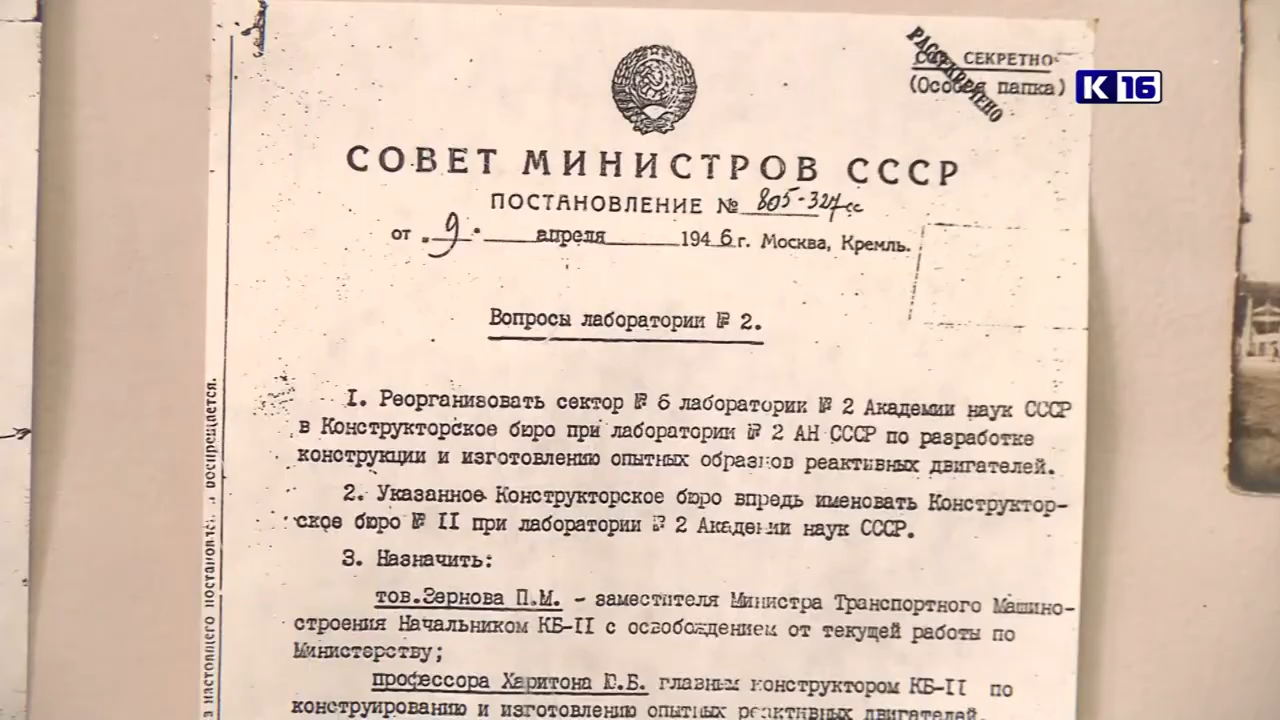 СОВ. СЕКРЕТНО
(Особая папка)
РАССЕКРЕЧЕНО
К 16
СОВЕТ МИНИСТРОВ СССР
ПОСТАНОВЛЕНИЕ № 805-327сс
от "9" апреля 1946 г. Москва, Кремль.
Вопросы лаборатории № 2.
I. Реорганизовать сектор № 6 лаборатории № 2 Академии наук СССР
в Конструкторское бюро при лаборатории № 2 АН СССР по разработке
конструкции и изготовлению опытных образцов реактивных двигателей.
2. Указанное Конструкторское бюро впредь именовать Конструктор-
ское бюро № II при лаборатории № 2 Академии наук СССР.
3. Назначить:
тов.Зернова П.М. - заместителя Министра Транспортного Машино-
строения Начальником КБ-II с освобождением от текущей работы по
Министерству;
профессора Харитона Ю.Б. главным конструктором КБ-II по
конструированию и изготовлению опытных реактивных двигателей.
настоящего постановл. воспрещается.